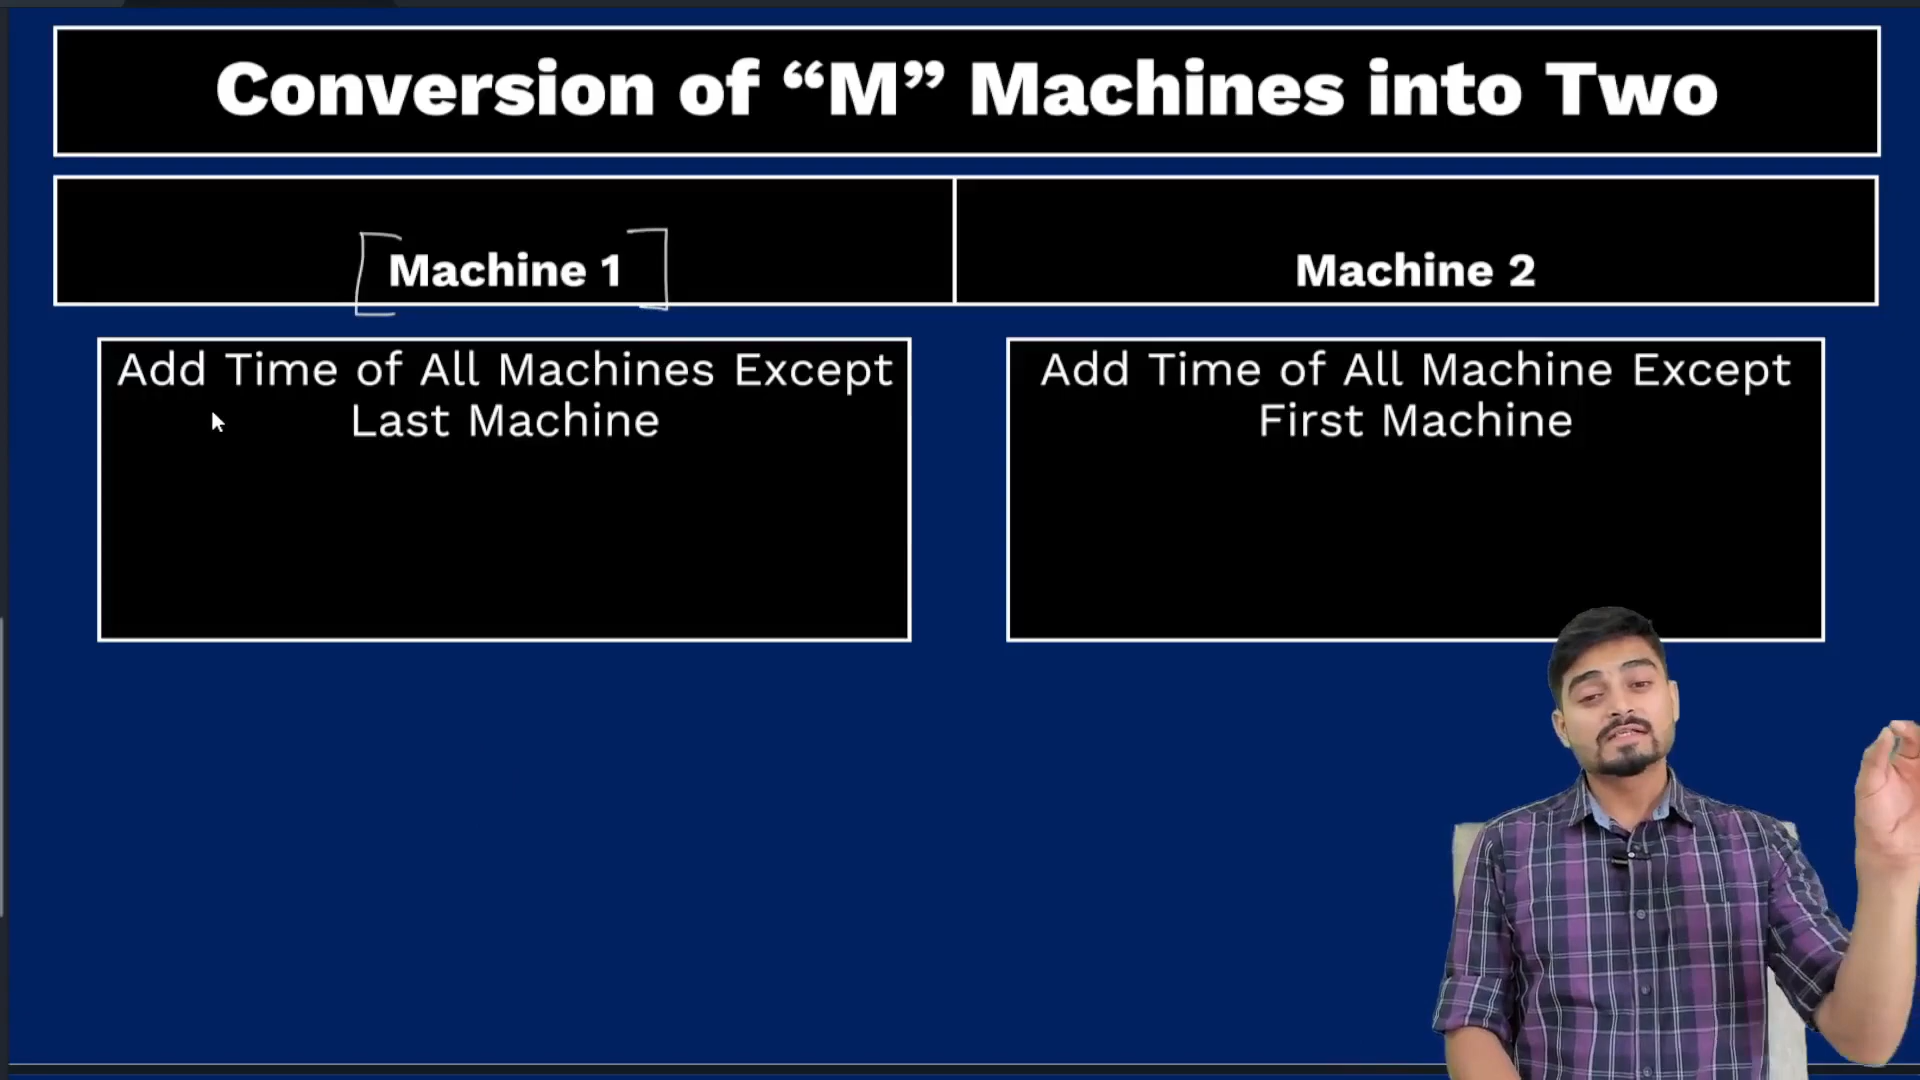 Conversion of “M” Machines into Two
Machine 1
Machine 2
Add Time of All Machines Except
Last Machine
Add Time of All Machine Except
First Machine